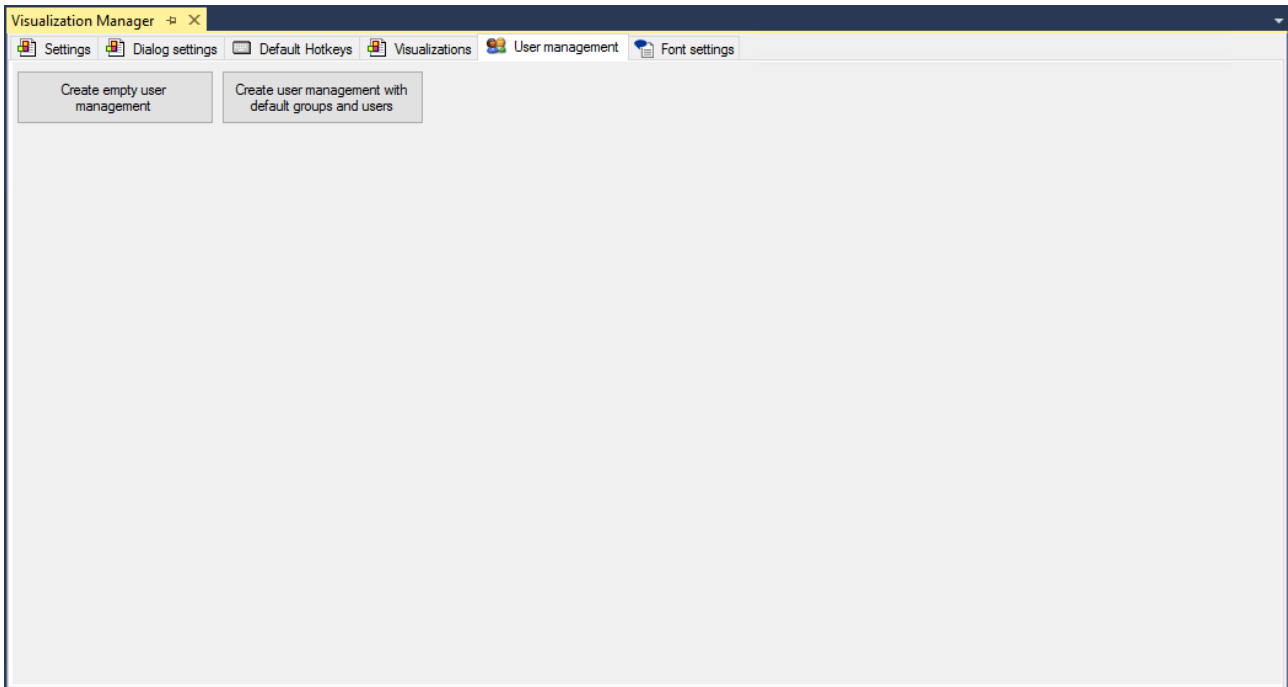 Visualization Manager
Settings Dialog settings Default Hotkeys Visualizations User management Font settings
Create empty user
management
Create user management with
default groups and users